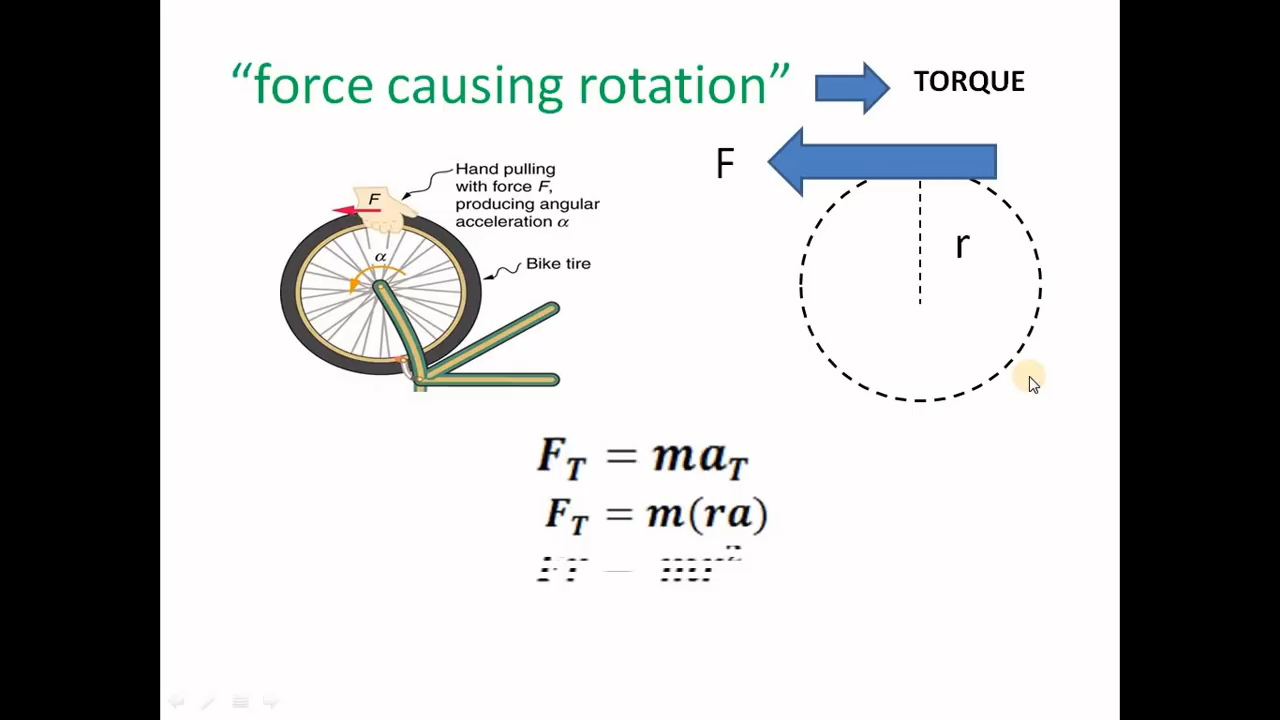 “force causing rotation”
TORQUE
F
r
Hand pulling
with force F,
producing angular
acceleration α
F
α
Bike tire
F_T = ma_T
F_T = m(ra)